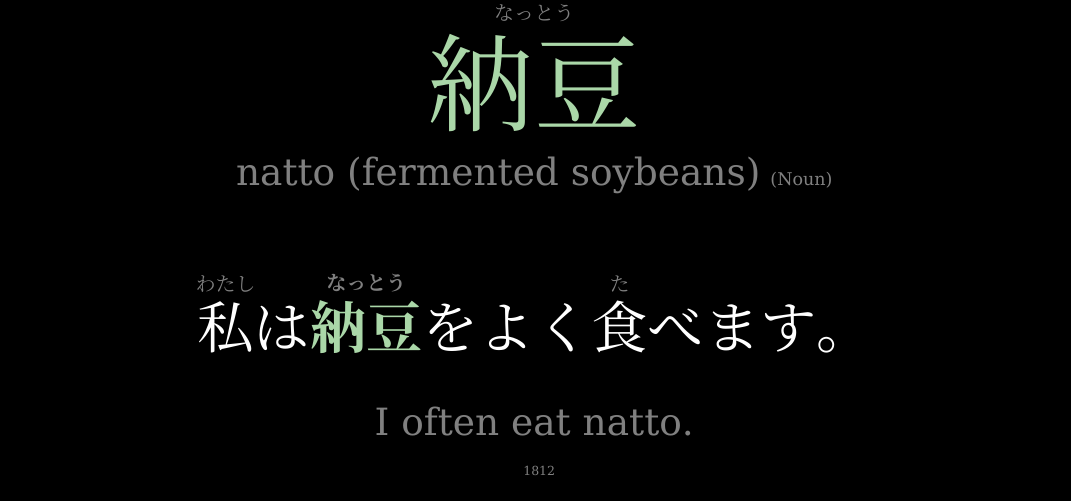 なっとう
納豆
natto (fermented soybeans) (Noun)
わたし なっとう た
私は納豆をよく食べます。
I often eat natto.
1812